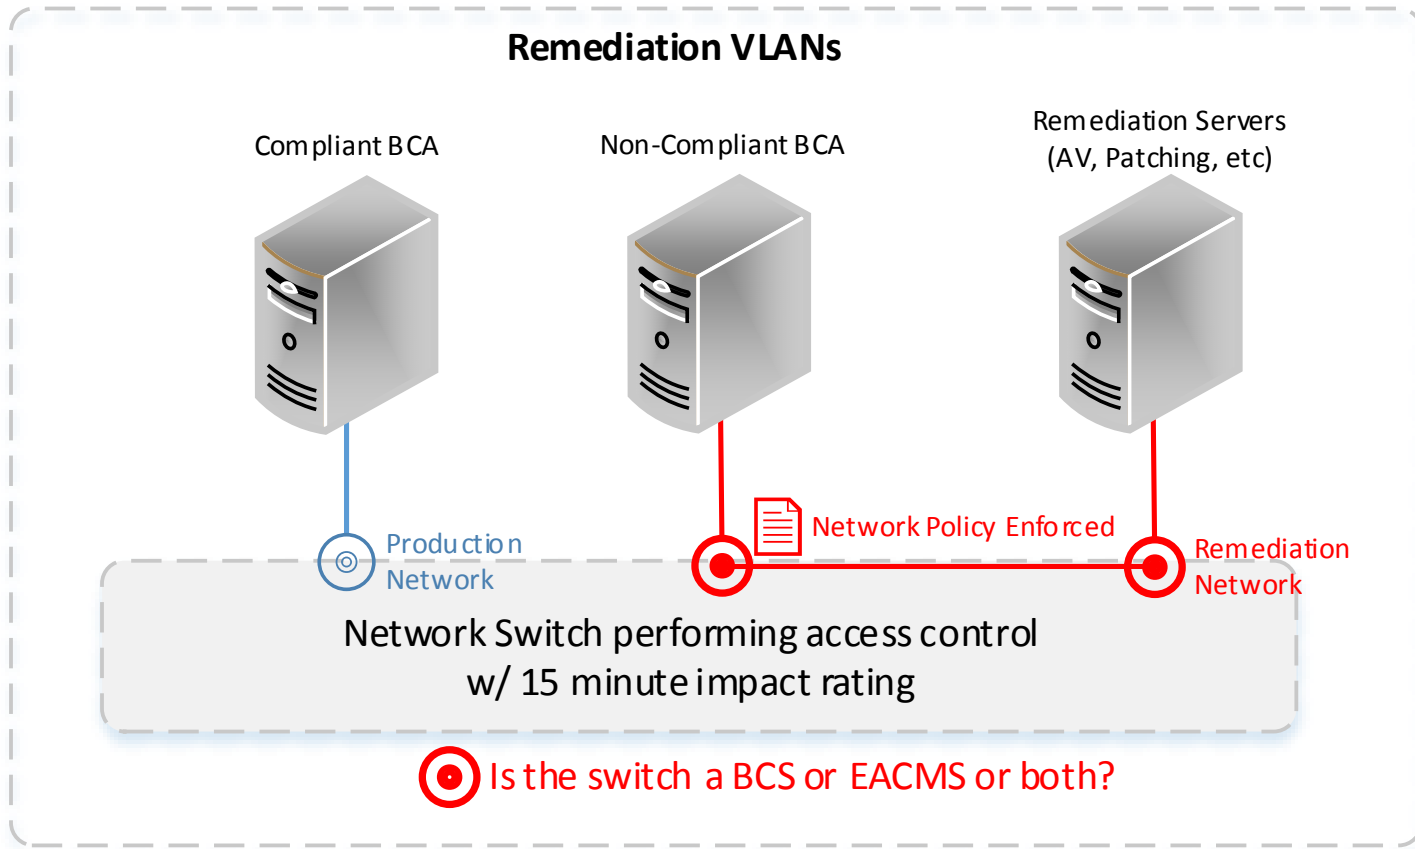 Remediation VLANs
Compliant BCA
Non-Compliant BCA
Remediation Servers
(AV, Patching, etc)
Network Policy Enforced
Production
Network
Remediation
Network
Network Switch performing access control
w/ 15 minute impact rating
Is the switch a BCS or EACMS or both?